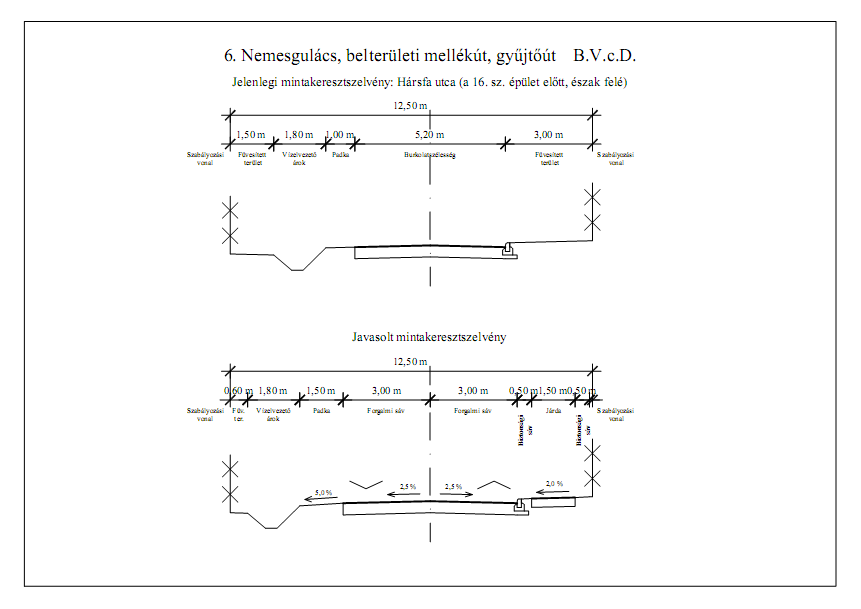 6. Nemesgulács, belterületi mellékút, gyűjtőút B.V.c.D.
Jelenlegi mintakeresztszelvény: Hársfa utca (a 16. sz. épület előtt, észak felé)
12,50 m
1,50 m 1,80 m 1,00 m 5,20 m 3,00 m
Szabályozási vonal
Füvesített terület
Vízelvezető árok
Padka
Burkolatszélesség
Füvesített terület
Szabályozási vonal
Javasolt mintakeresztszelvény
12,50 m
0,60 m 1,80 m 1,50 m 3,00 m 3,00 m 0,50 m 1,50 m 0,50 m
Szabályozási vonal
Füv. ter.
Vízelvezető árok
Padka
Forgalmi sáv
Forgalmi sáv
Biztonsági sáv
Járda
Biztonsági sáv
Szabályozási vonal
5,0 %
2,5 %
2,5 %
2,0 %